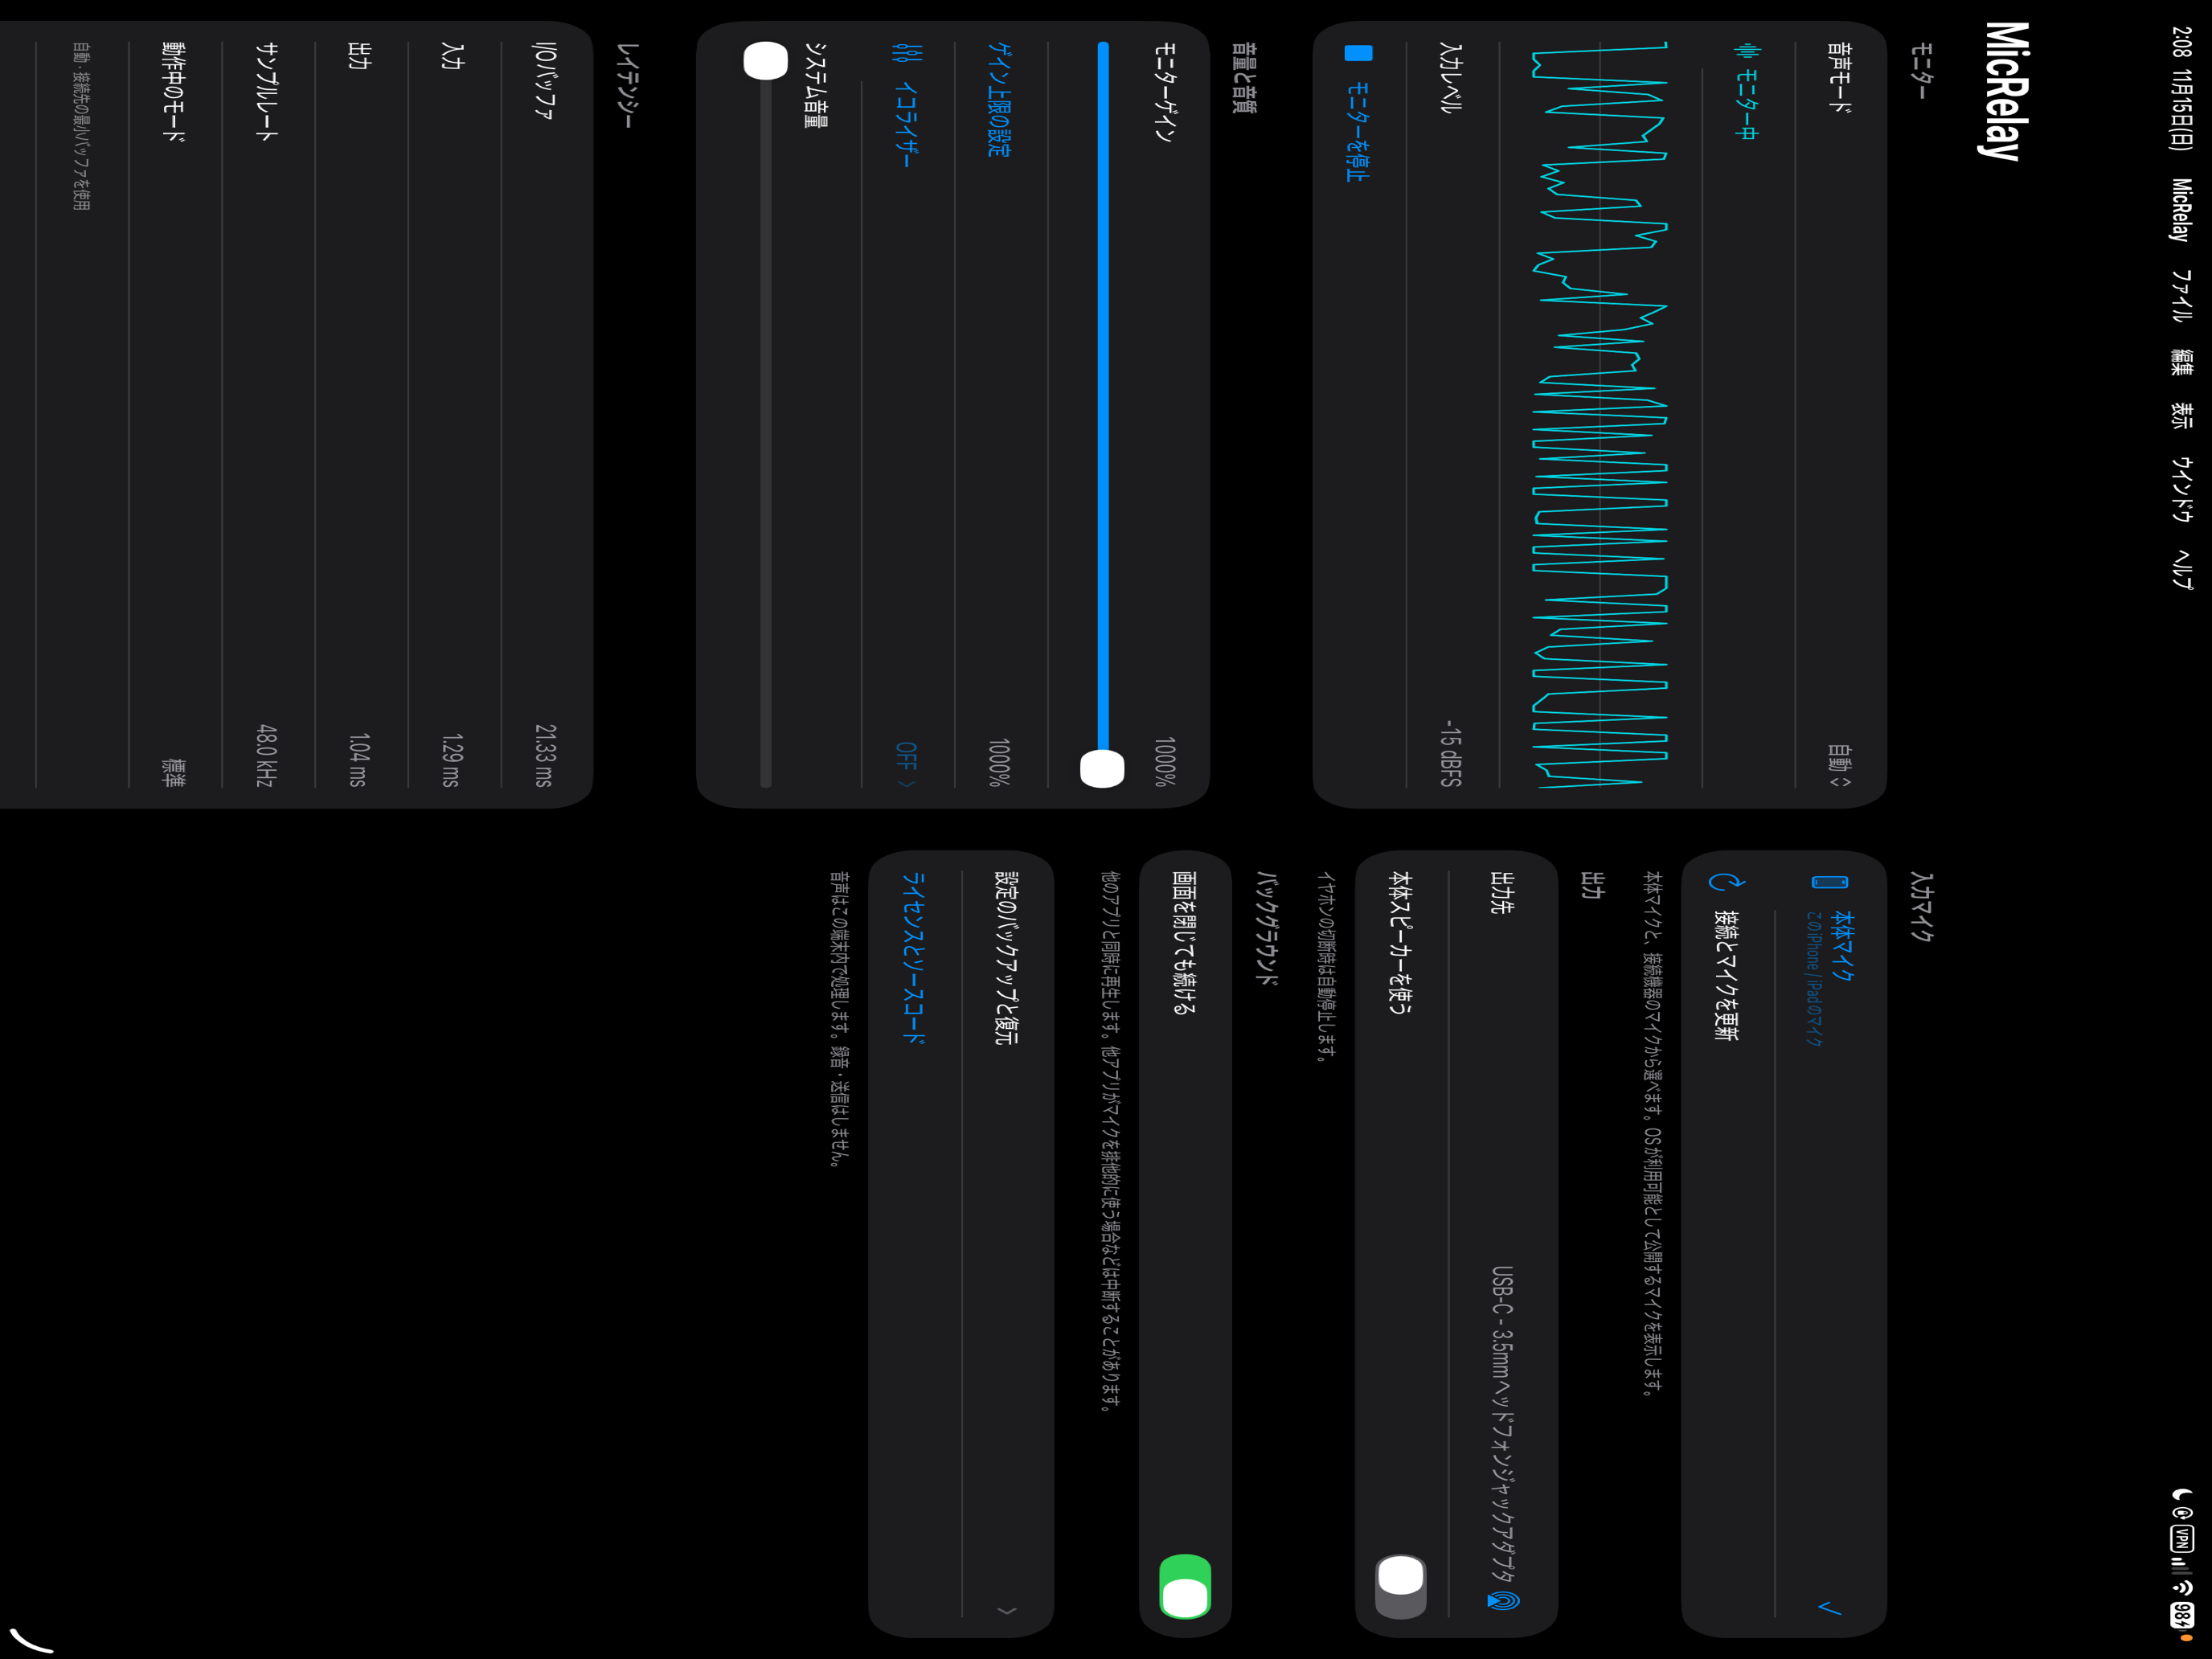 2:08 11月15日(日) MicRelay ファイル 編集 表示 ウインドウ ヘルプ
VPN 98
MicRelay
モニター
音声モード 自動
モニター中
入力レベル -15 dBFS
モニターを停止
音量と音質
モニターゲイン 1000%
ゲイン上限の設定 1000%
イコライザー OFF
システム音量
レイテンシー
I/O バッファ 21.33 ms
入力 1.29 ms
出力 1.04 ms
サンプルレート 48.0 kHz
動作中のモード 標準
自動・接続先の最小バッファを使用
入力マイク
本体マイク
この iPhone / iPad のマイク
接続とマイクを更新
本体マイクと、接続機器のマイクから選べます。OSが利用可能として公開するマイクを表示します。
出力
出力先 USB-C - 3.5mmヘッドフォンジャックアダプタ
本体スピーカーを使う
イヤホンの切断時は自動停止します。
バックグラウンド
画面を閉じても続ける
他のアプリと同時に再生します。他アプリがマイクを排他的に使う場合などは中断することがあります。
設定のバックアップと復元
ライセンスとソースコード
音声はこの端末内で処理します。録音・送信はしません。